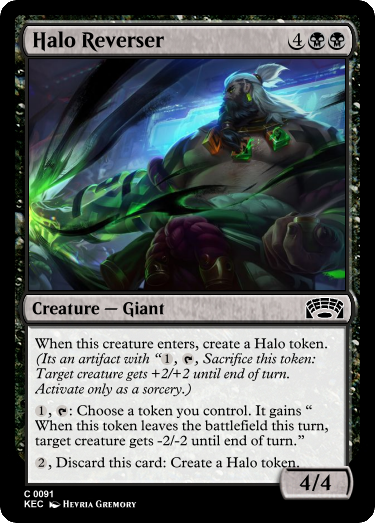 Halo Reverser 4
Creature — Giant
When this creature enters, create a Halo token.
(Its an artifact with “1, T, Sacrifice this token:
Target creature gets +2/+2 until end of turn.
Activate only as a sorcery.)
1, T: Choose a token you control. It gains “
When this token leaves the battlefield this turn,
target creature gets -2/-2 until end of turn.”
2, Discard this card: Create a Halo token.
4/4
C 0091
KEC Hevria Gremory